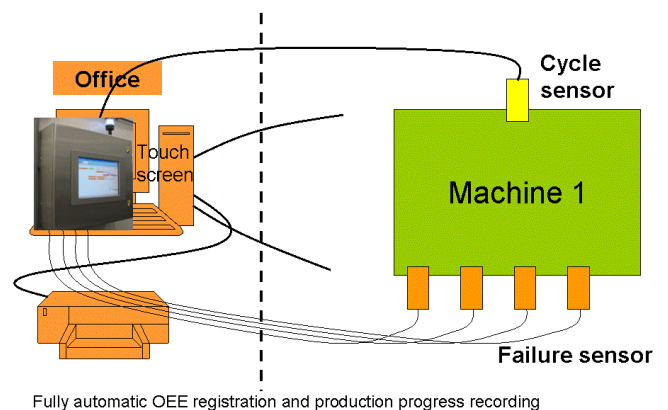 Office
Cycle
sensor
Touch
screen
Machine 1
Failure sensor
Fully automatic OEE registration and production progress recording